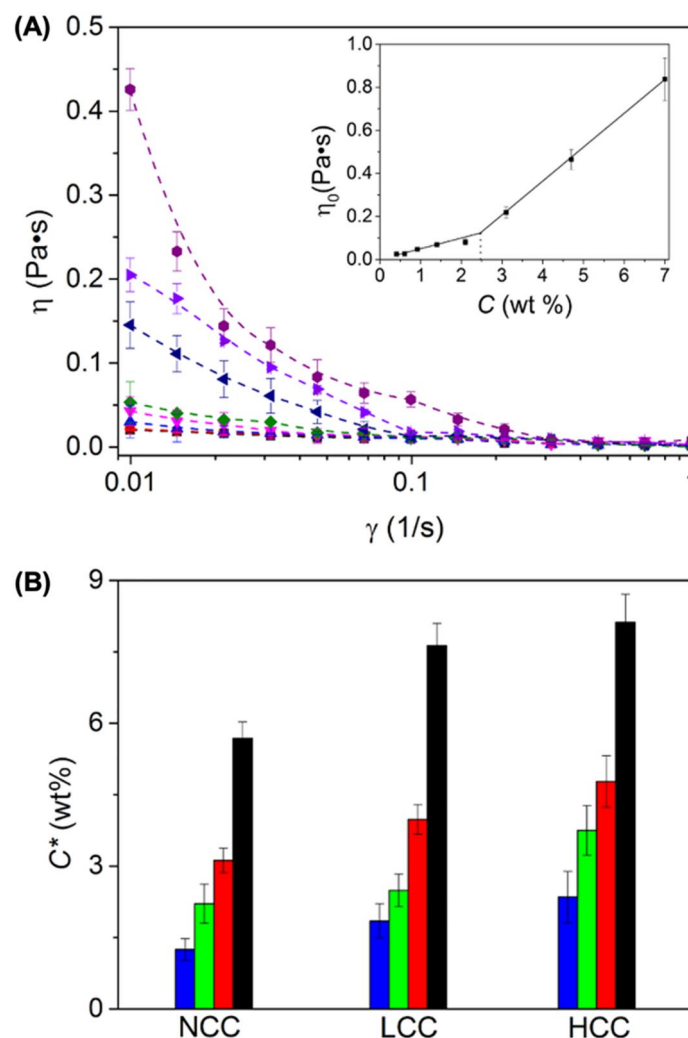 (A)
0.5
0.4
0.3
0.2
0.1
0.0
η (Pa•s)
0.01
0.1
1
γ (1/s)
1.0
0.8
0.6
0.4
0.2
0.0
η0(Pa•s)
0 1 2 3 4 5 6 7
C (wt %)
(B)
9
6
3
0
C* (wt%)
NCC LCC HCC